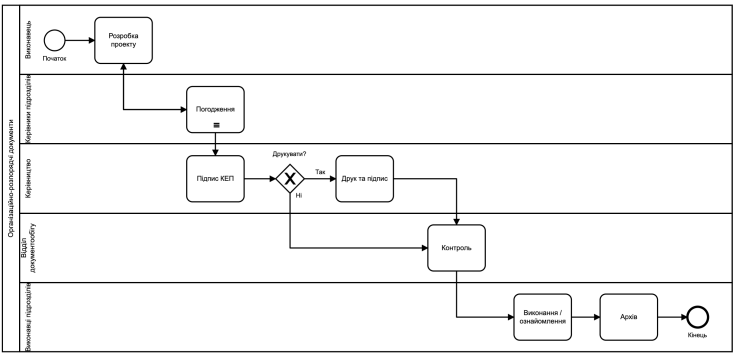 Організаційно-розпорядчі документи
Виконавець
Початок
Розробка
проекту
Керівники підрозділів
Погодження
Керівництво
Підпис КЕП
Друкувати?
Так
Ні
Друк та підпис
Відділ
документообігу
Контроль
Виконавці підрозділів
Виконання /
ознайомлення
Архів
Кінець